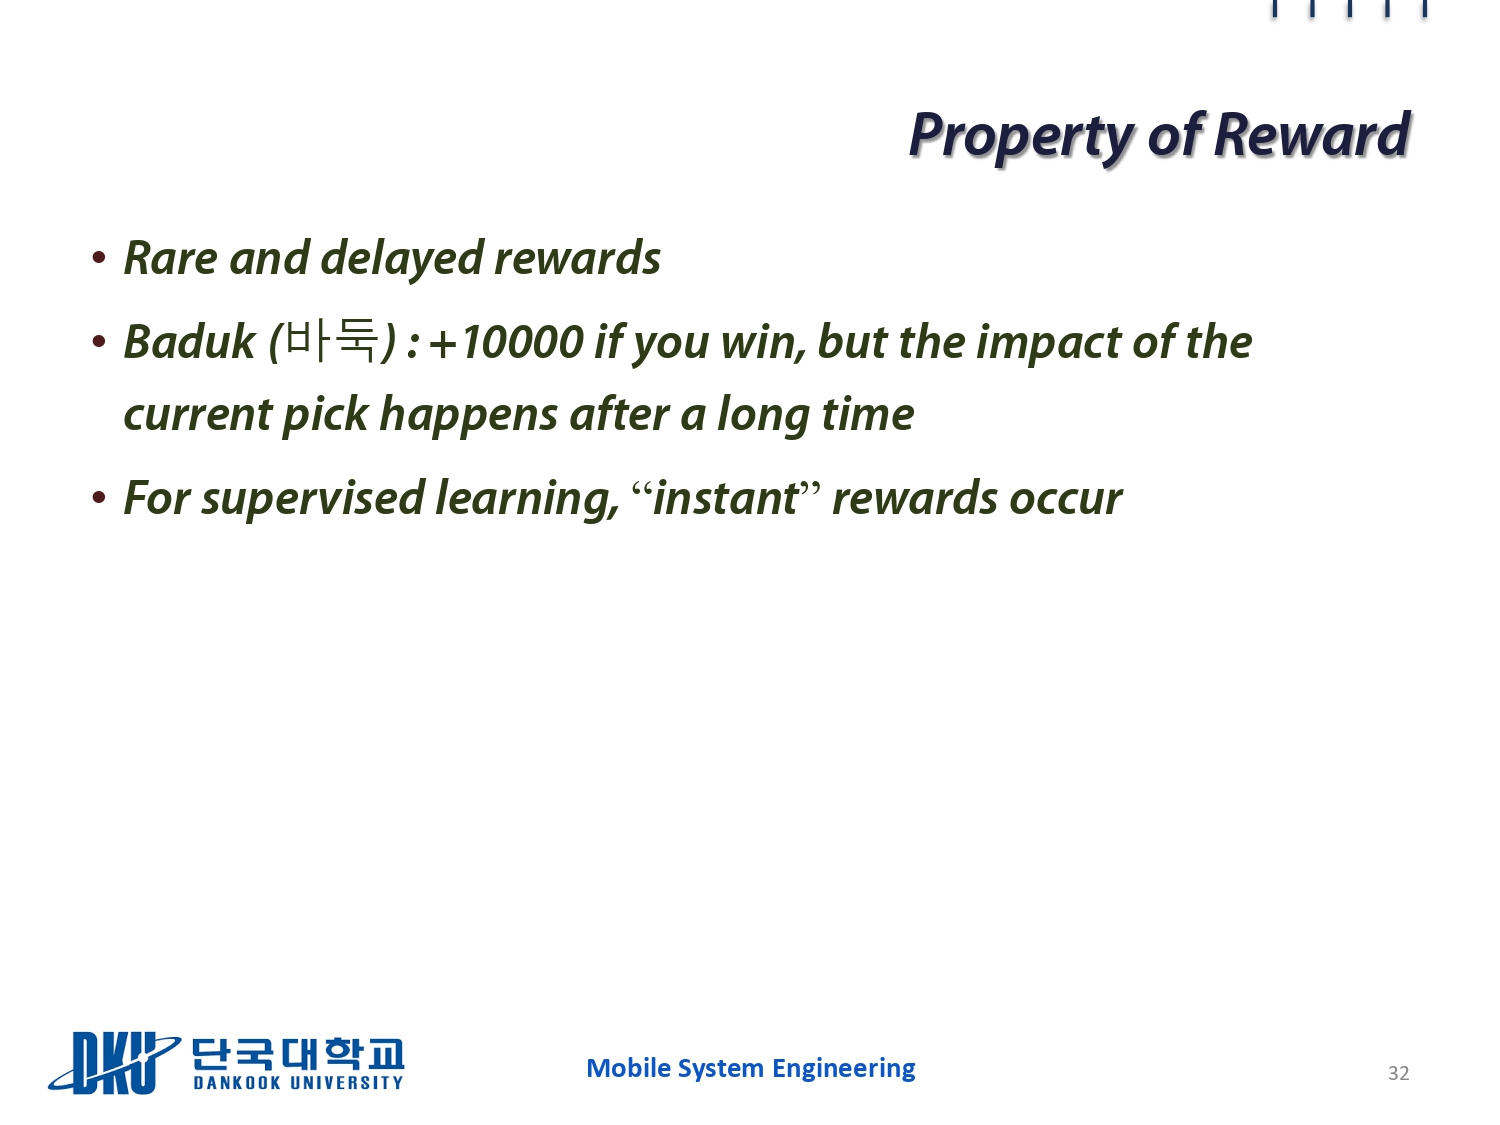 Property of Reward
• Rare and delayed rewards
• Baduk (바둑) : +10000 if you win, but the impact of the
current pick happens after a long time
• For supervised learning, “instant” rewards occur
DKU 단국대학교
DANKOOK UNIVERSITY
Mobile System Engineering
32